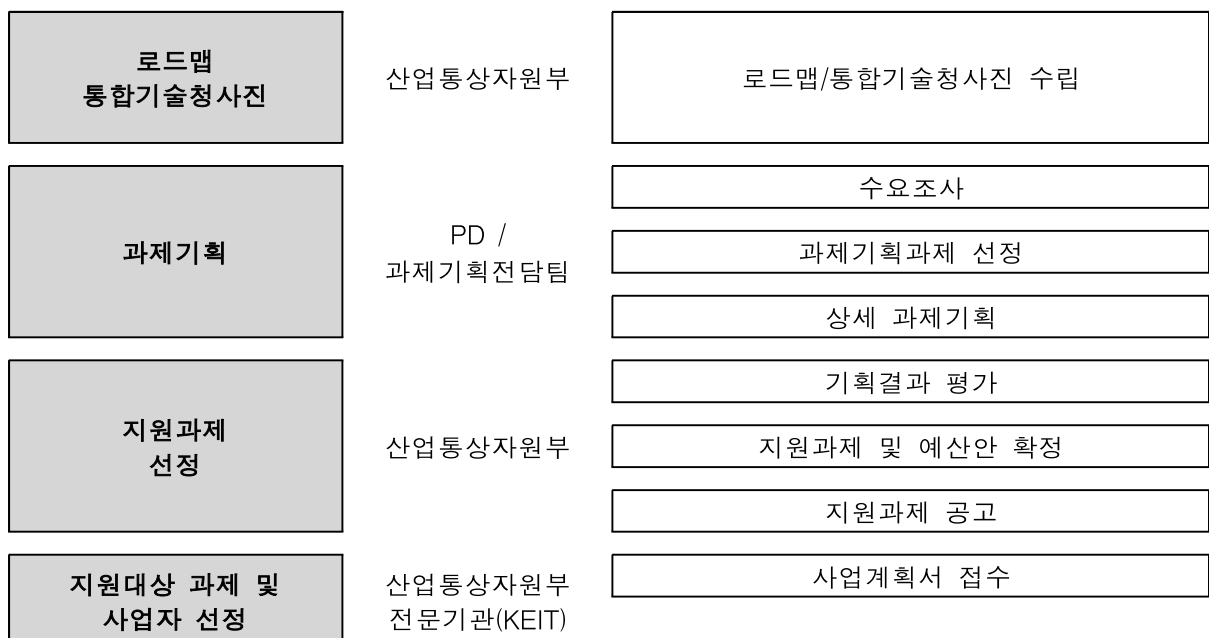 로드맵
통합기술청사진
산업통상자원부
로드맵/통합기술청사진 수립
과제기획
PD /
과제기획전담팀
수요조사
과제기획과제 선정
상세 과제기획
지원과제
선정
산업통상자원부
기획결과 평가
지원과제 및 예산안 확정
지원과제 공고
지원대상 과제 및
사업자 선정
산업통상자원부
전문기관(KEIT)
사업계획서 접수